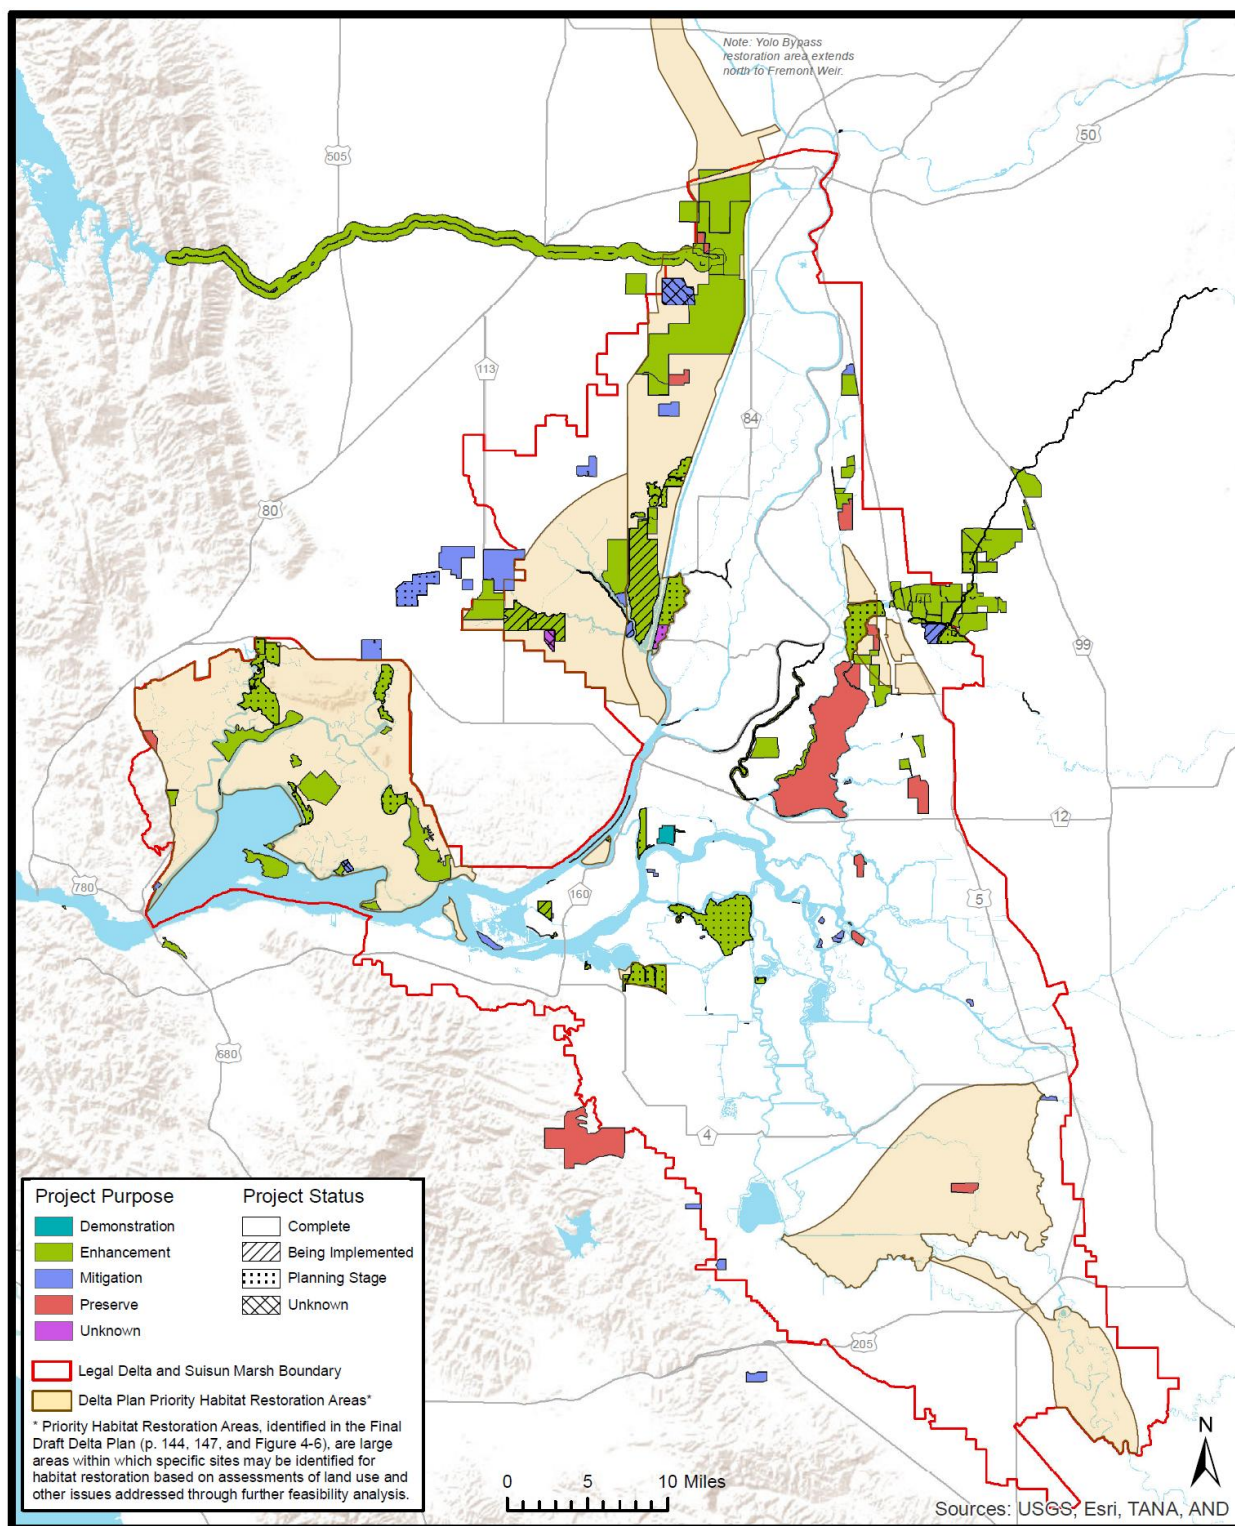 Note: Yolo Bypass
restoration area extends
north to Fremont Weir.
50
505
113
84
80
99
12
780
160
5
680
4
205
Project Purpose
Demonstration
Enhancement
Mitigation
Preserve
Unknown
Project Status
Complete
Being Implemented
Planning Stage
Unknown
Legal Delta and Suisun Marsh Boundary
Delta Plan Priority Habitat Restoration Areas*
* Priority Habitat Restoration Areas, identified in the Final
Draft Delta Plan (p. 144, 147, and Figure 4-6), are large
areas within which specific sites may be identified for
habitat restoration based on assessments of land use and
other issues addressed through further feasibility analysis.
0 5 10 Miles
N
Sources: USGS, Esri, TANA, AND